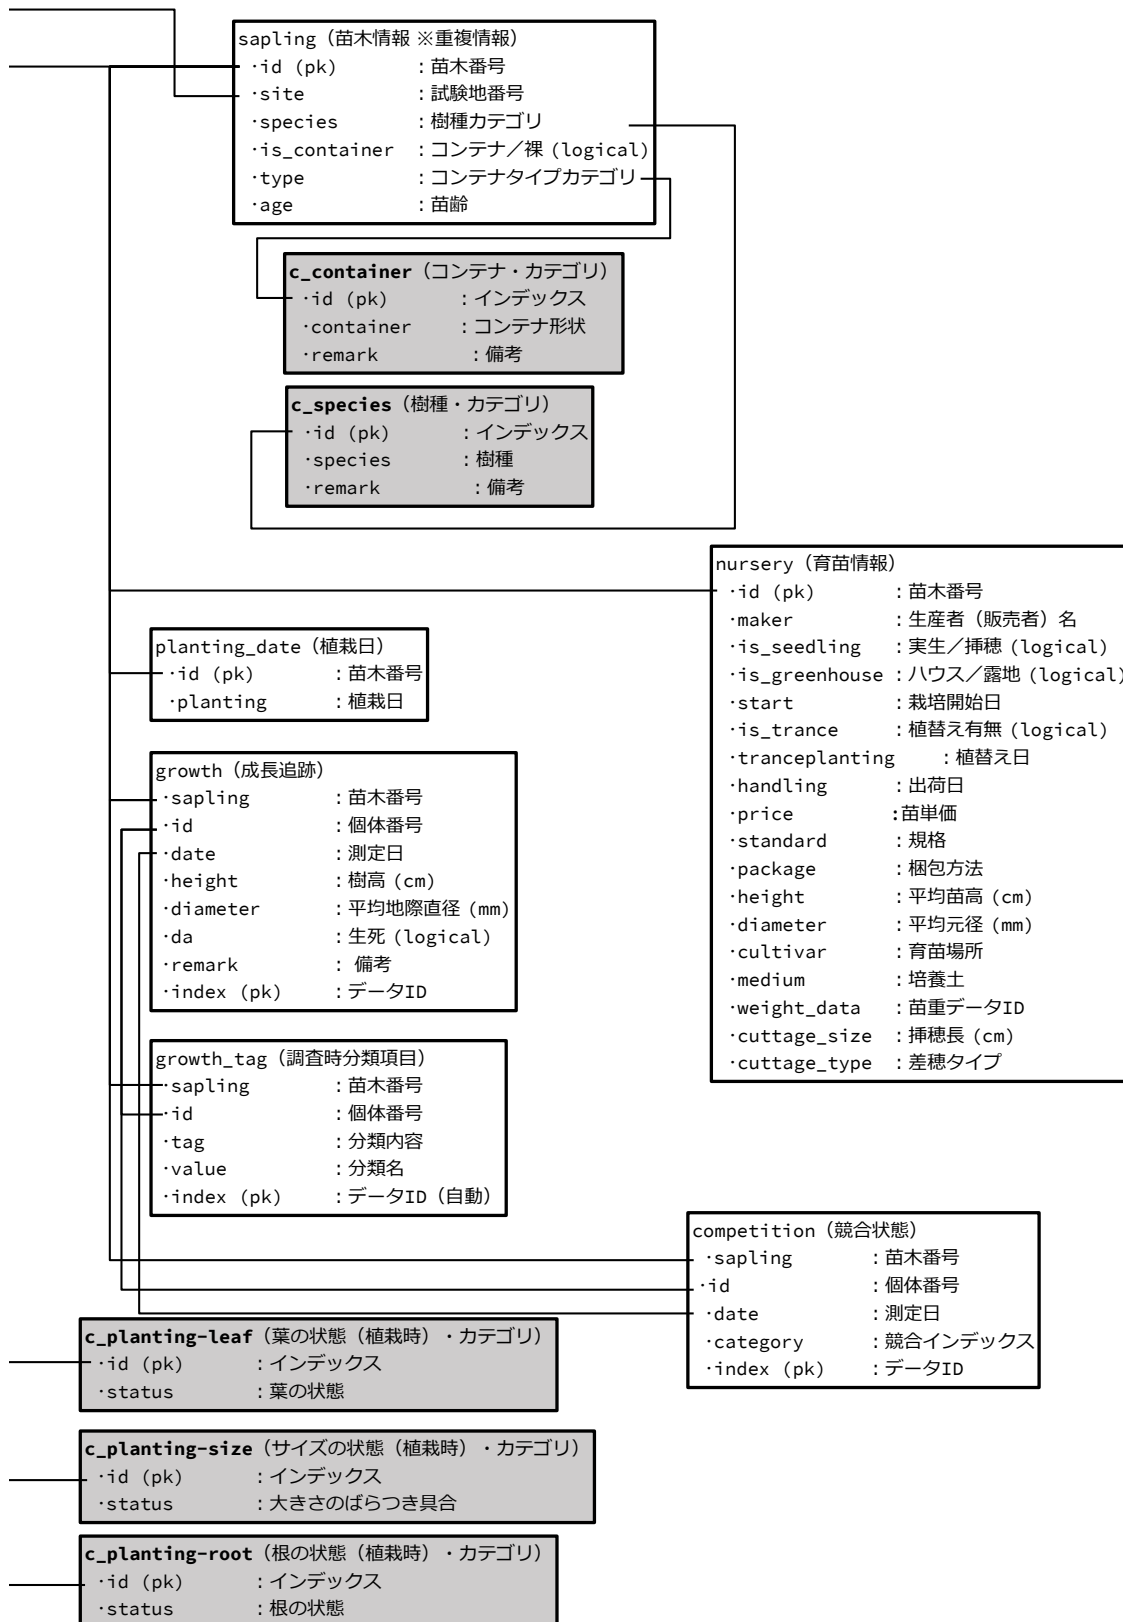 sapling（苗木情報 ※重複情報）
·id (pk) ：苗木番号
·site ：試験地番号
·species ：樹種カテゴリ
·is_container ：コンテナ／裸 (logical)
·type ：コンテナタイプカテゴリ
·age ：苗齢
c_container（コンテナ・カテゴリ）
·id (pk) ：インデックス
·container ：コンテナ形状
·remark ：備考
c_species（樹種・カテゴリ）
·id (pk) ：インデックス
·species ：樹種
·remark ：備考
nursery（育苗情報）
·id (pk) ：苗木番号
·maker ：生産者（販売者）名
·is_seedling ：実生／挿穂 (logical)
·is_greenhouse ：ハウス／露地 (logical)
·start ：栽培開始日
·is_trance ：植替え有無 (logical)
·tranceplanting ：植替え日
·handling ：出荷日
·price ：苗単価
·standard ：規格
·package ：梱包方法
·height ：平均苗高 (cm)
·diameter ：平均元径 (mm)
·cultivar ：育苗場所
·medium ：培養土
·weight_data ：苗重データID
·cuttage_size ：挿穂長 (cm)
·cuttage_type ：差穂タイプ
planting_date（植栽日）
·id (pk) ：苗木番号
·planting ：植栽日
growth（成長追跡）
·sapling ：苗木番号
·id ：個体番号
·date ：測定日
·height ：樹高 (cm)
·diameter ：平均地際直径 (mm)
·da ：生死 (logical)
·remark ：備考
·index (pk) ：データID
growth_tag（調査時分類項目）
·sapling ：苗木番号
·id ：個体番号
·tag ：分類内容
·value ：分類名
·index (pk) ：データID（自動）
competition（競合状態）
·sapling ：苗木番号
·id ：個体番号
·date ：測定日
·category ：競合インデックス
·index (pk) ：データID
c_planting-leaf（葉の状態（植栽時）・カテゴリ）
·id (pk) ：インデックス
·status ：葉の状態
c_planting-size（サイズの状態（植栽時）・カテゴリ）
·id (pk) ：インデックス
·status ：大きさのばらつき具合
c_planting-root（根の状態（植栽時）・カテゴリ）
·id (pk) ：インデックス
·status ：根の状態